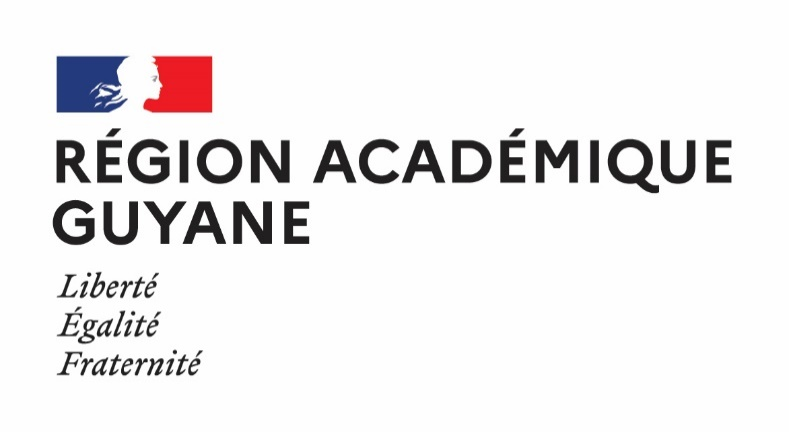 RÉGION ACADÉMIQUE
GUYANE
Liberté
Égalité
Fraternité